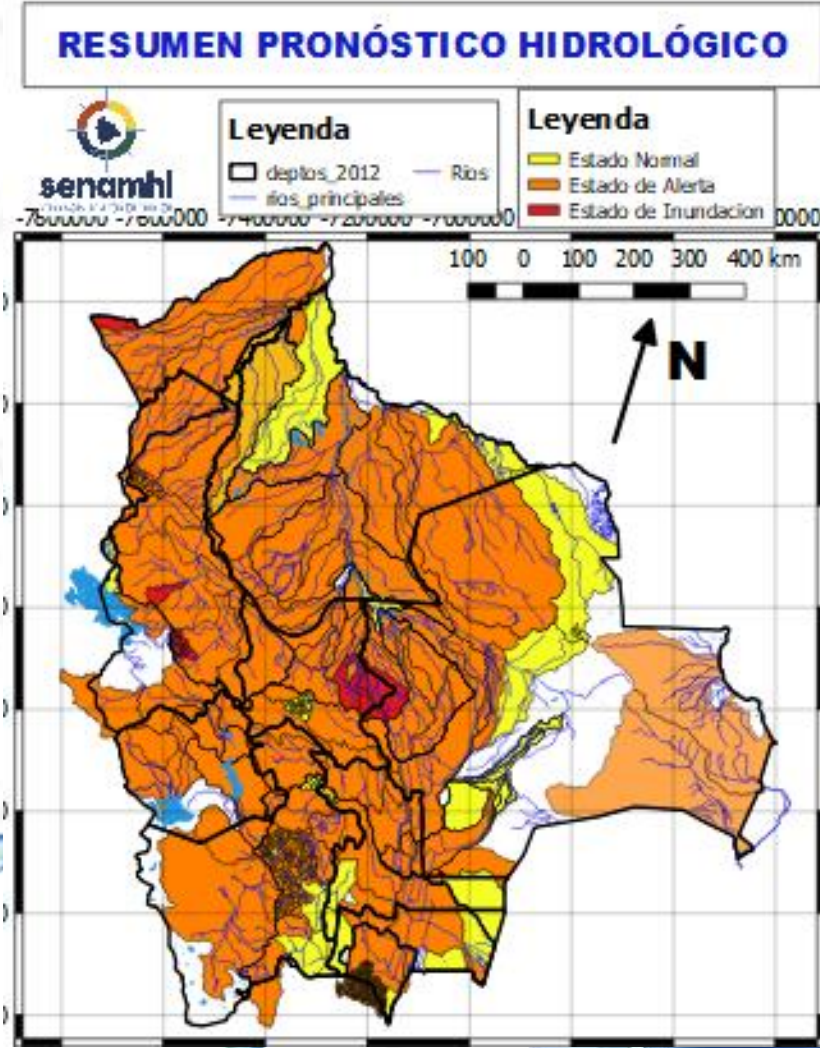 RESUMEN PRONÓSTICO HIDROLÓGICO
senamhi
Leyenda
deptos_2012
Rios
rios_principales
Leyenda
Estado Normal
Estado de Alerta
Estado de Inundacion
-7600000 -7400000 -7200000 -7000000
100 0 100 200 300 400 km
N